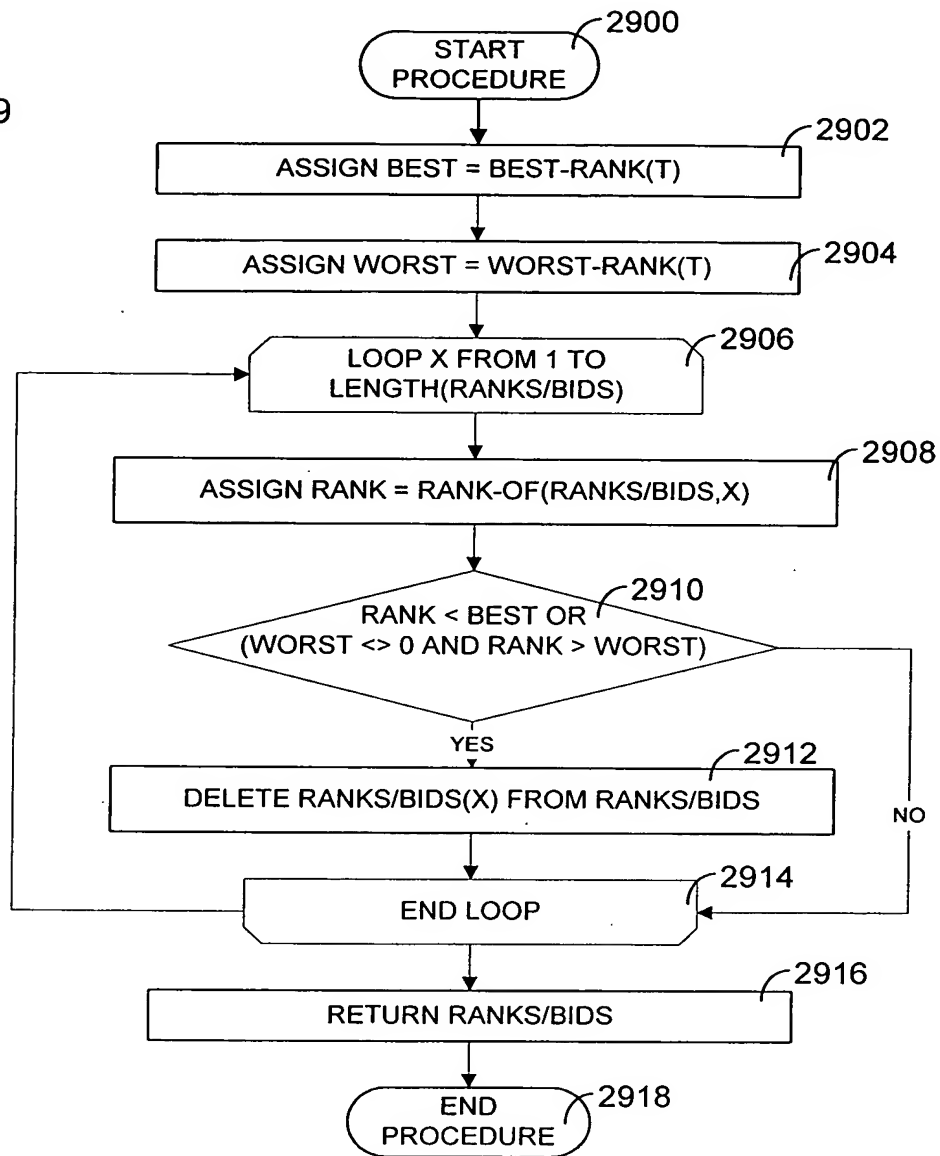 2900
START
PROCEDURE
9
2902
ASSIGN BEST = BEST-RANK(T)
ASSIGN WORST = WORST-RANK(T)
2904
2906
LOOP X FROM 1 TO
LENGTH(RANKS/BIDS)
2908
ASSIGN RANK = RANK-OF(RANKS/BIDS,X)
2910
RANK < BEST OR
(WORST <> 0 AND RANK > WORST)
YES
2912
DELETE RANKS/BIDS(X) FROM RANKS/BIDS
NO
2914
END LOOP
2916
RETURN RANKS/BIDS
2918
END
PROCEDURE